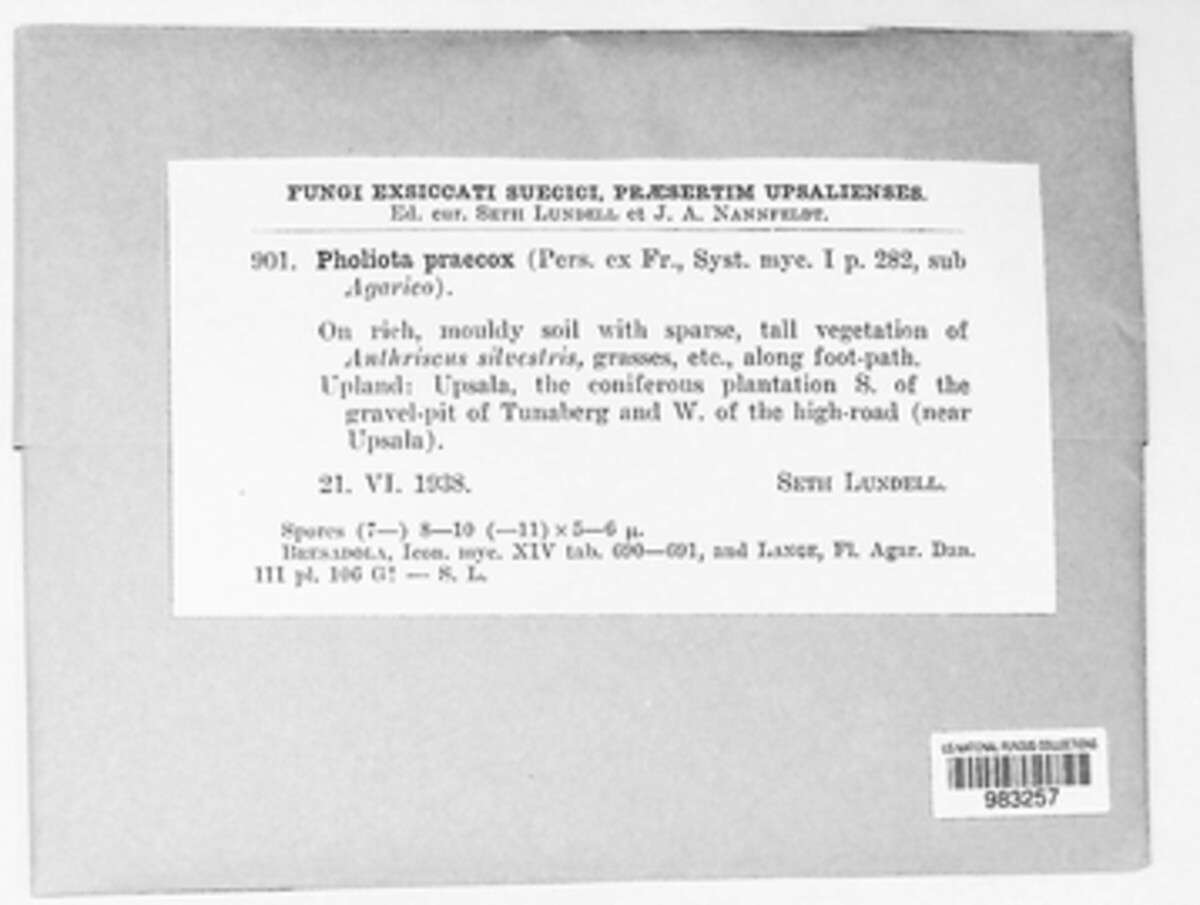 FUNGI EXSICCATI SUECICI, PRÆSERTIM UPSALIENSES.
Ed. cur. SETH LUNDELL et J. A. NANNFELDT.
901. Pholiota praecox (Pers. ex Fr., Syst. myc. I p. 282, sub
Agarico).
On rich, mouldy soil with sparse, tall vegetation of
Anthriscus silvestris, grasses, etc., along foot-path.
Upland: Upsala, the coniferous plantation S. of the
gravel-pit of Tunaberg and W. of the high-road (near
Upsala).
21. VI. 1938. SETH LUNDELL.
Spores (7—) 8—10 (—11) × 5—6 μ.
BRESADOLA, Icon. myc. XIV tab. 690—691, and LANGE, Fl. Agar. Dan.
III pl. 106 G! — S. L.
US NATIONAL FUNGUS COLLECTIONS
983257